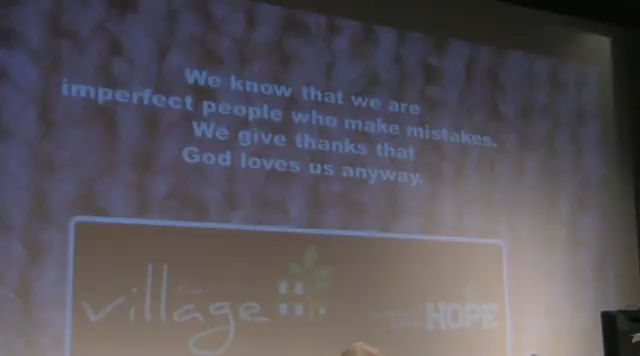 We know that we are
imperfect people who make mistakes.
We give thanks that
God loves us anyway.
village
HOPE